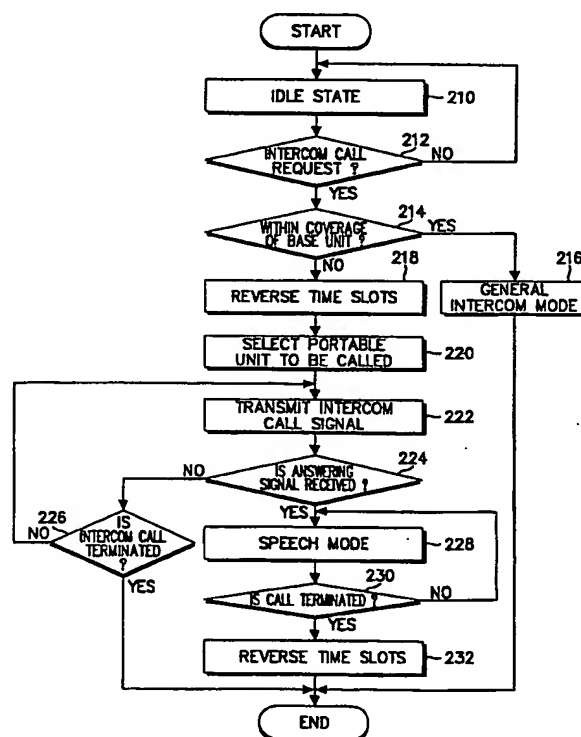 START
IDLE STATE
210
INTERCOM CALL
REQUEST ?
212
NO
YES
WITHIN COVERAGE
OF BASE UNIT ?
214
YES
NO
218
216
REVERSE TIME SLOTS
GENERAL
INTERCOM MODE
SELECT PORTABLE
UNIT TO BE CALLED
220
TRANSMIT INTERCOM
CALL SIGNAL
222
224
NO
IS ANSWERING
SIGNAL RECEIVED ?
YES
226
IS
INTERCOM CALL
TERMINATED
?
NO
YES
SPEECH MODE
228
230
IS CALL TERMINATED ?
NO
YES
REVERSE TIME SLOTS
232
END